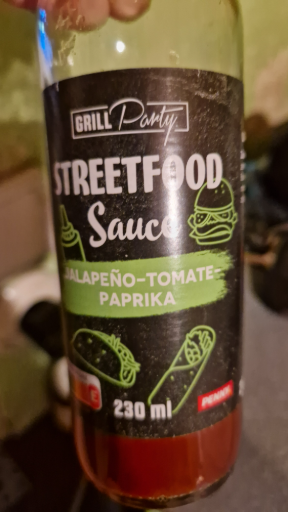 GRILL Party
STREETFOOD
Sauce
JALAPEÑO-TOMATE-
PAPRIKA
230 ml
PENNY